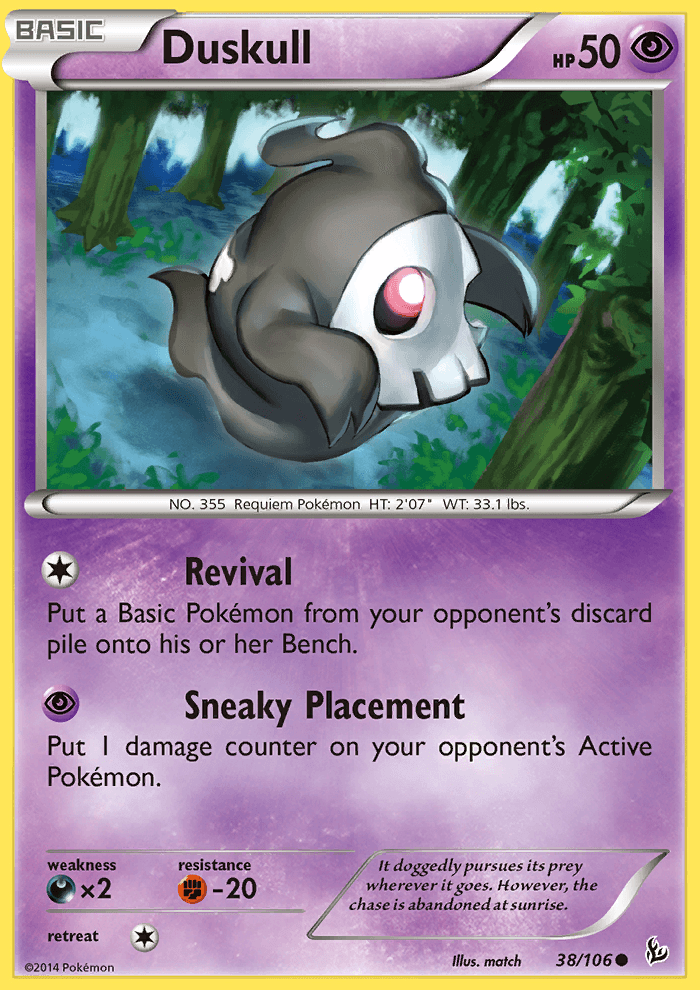 BASIC
Duskull
HP50
NO. 355 Requiem Pokémon HT: 2'07" WT: 33.1 lbs.
Revival
Put a Basic Pokémon from your opponent's discard
pile onto his or her Bench.
Sneaky Placement
Put 1 damage counter on your opponent's Active
Pokémon.
weakness
×2
resistance
-20
It doggedly pursues its prey
wherever it goes. However, the
chase is abandoned at sunrise.
retreat
©2014 Pokémon
Illus. match
38/106